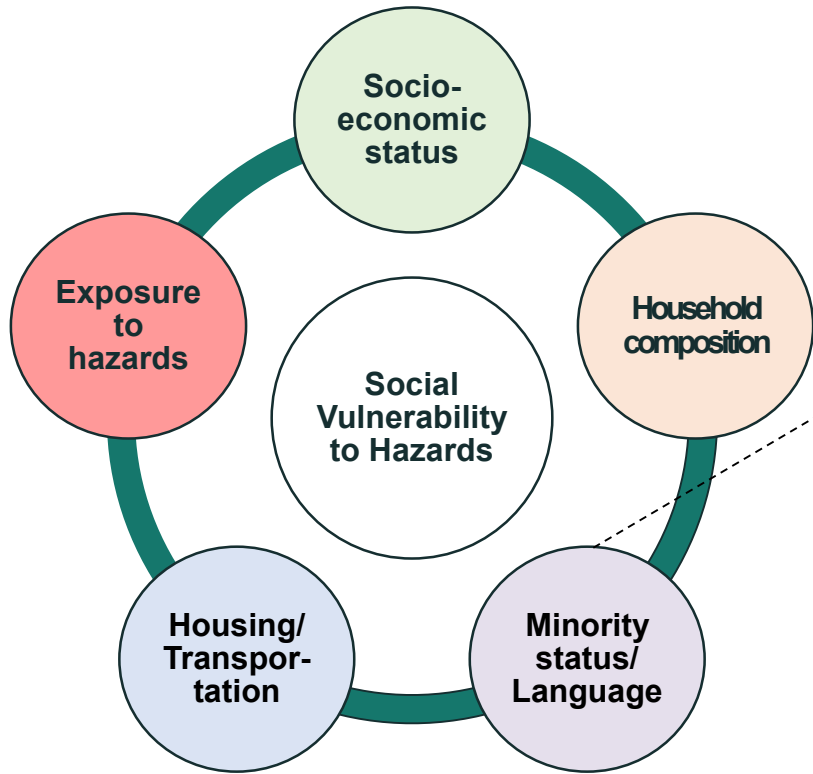 Socio-
economic
status
Exposure
to
hazards
Household
composition
Social
Vulnerability
to Hazards
Housing/
Transpor-
tation
Minority
status/
Language